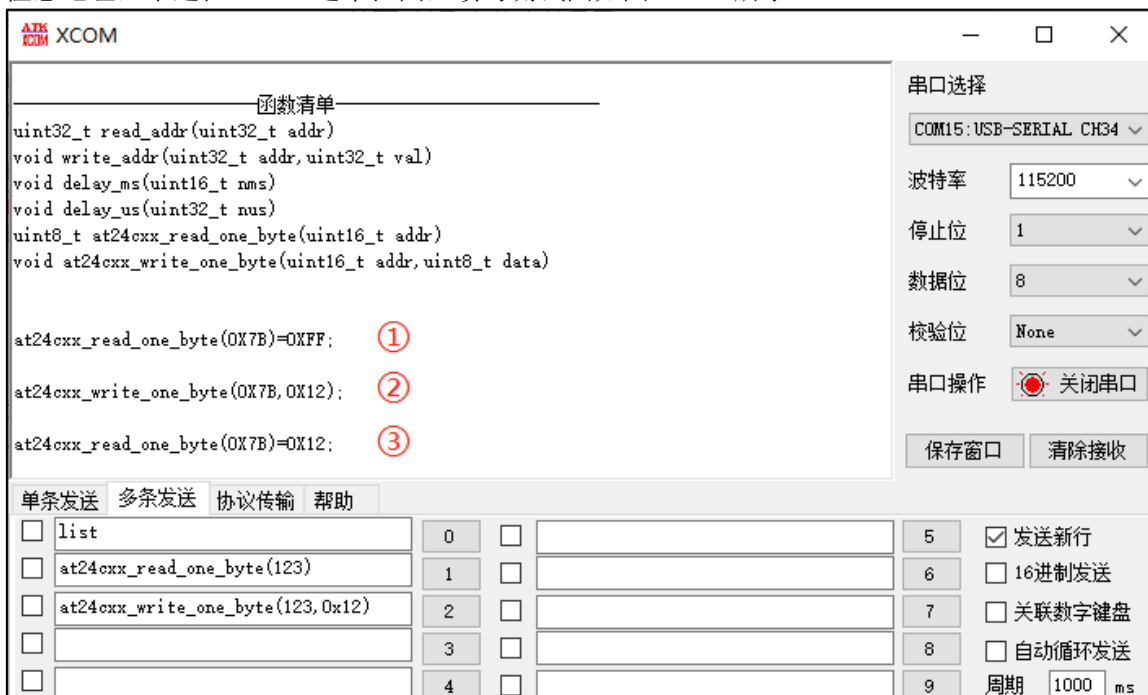 ATK XCOM XCOM
函数清单
uint32_t read_addr(uint32_t addr)
void write_addr(uint32_t addr,uint32_t val)
void delay_ms(uint16_t nms)
void delay_us(uint32_t nus)
uint8_t at24cxx_read_one_byte(uint16_t addr)
void at24cxx_write_one_byte(uint16_t addr,uint8_t data)
at24cxx_read_one_byte(0X7B)=0XFF; ①
at24cxx_write_one_byte(0X7B,0X12); ②
at24cxx_read_one_byte(0X7B)=0X12; ③
串口选择
COM15:USB-SERIAL CH34
波特率 115200
停止位 1
数据位 8
校验位 None
串口操作 关闭串口
保存窗口 清除接收
单条发送 多条发送 协议传输 帮助
list 0 5 发送新行
at24cxx_read_one_byte(123) 1 6 16进制发送
at24cxx_write_one_byte(123,0x12) 2 7 关联数字键盘
3 8 自动循环发送
4 9 周期 1000 ms